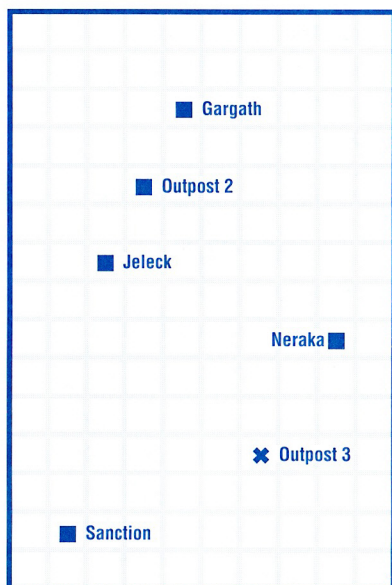 Gargath
Outpost 2
Jeleck
Neraka
Outpost 3
Sanction